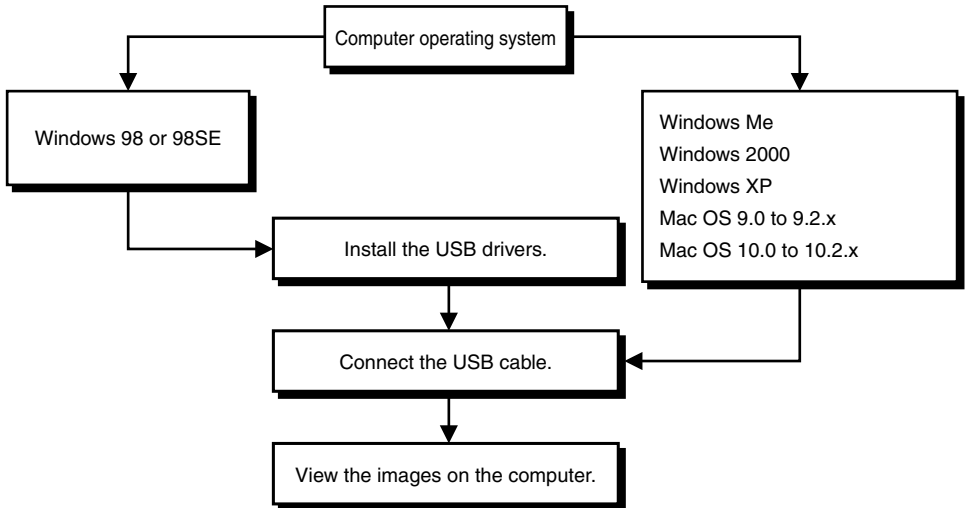 Computer operating system
Windows 98 or 98SE
Windows Me
Windows 2000
Windows XP
Mac OS 9.0 to 9.2.x
Mac OS 10.0 to 10.2.x
Install the USB drivers.
Connect the USB cable.
View the images on the computer.